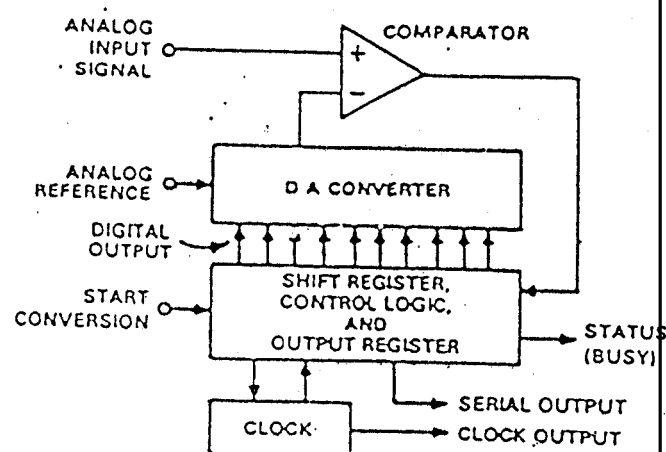 ANALOG
INPUT
SIGNAL
COMPARATOR
+
−
ANALOG
REFERENCE
D A CONVERTER
DIGITAL
OUTPUT
START
CONVERSION
SHIFT REGISTER,
CONTROL LOGIC,
AND
OUTPUT REGISTER
STATUS
(BUSY)
SERIAL OUTPUT
CLOCK
CLOCK OUTPUT